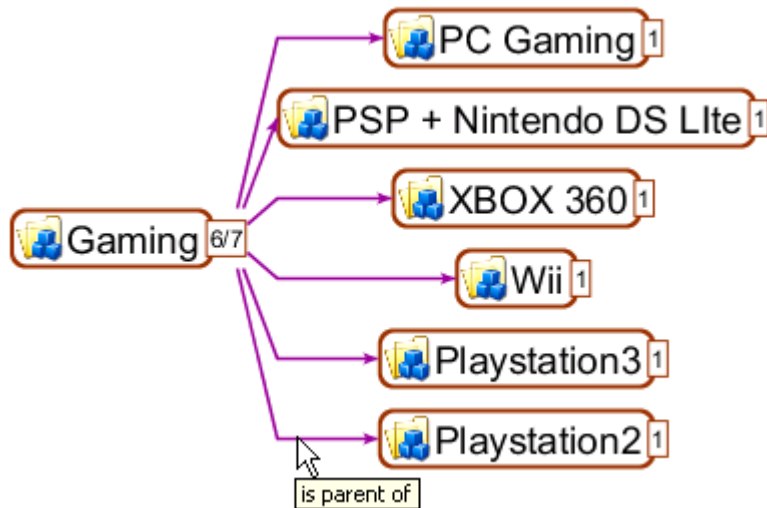 PC Gaming 1
PSP + Nintendo DS LIte 1
XBOX 360 1
Gaming 6/7
Wii 1
Playstation3 1
Playstation2 1
is parent of